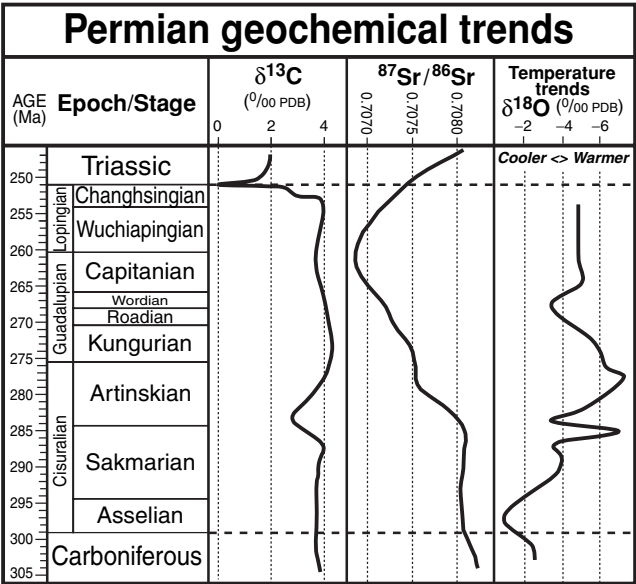 Permian geochemical trends
AGE
(Ma)
Epoch/Stage
δ13C
(0/00 PDB)
0 2 4
87Sr/86Sr
0.7070 0.7075 0.7080
Temperature
trends
δ18O (0/00 PDB)
−2 −4 −6
Cooler <> Warmer
250
255
260
265
270
275
280
285
290
295
300
305
Triassic
Lopingian
Changhsingian
Wuchiapingian
Guadalupian
Capitanian
Wordian
Roadian
Kungurian
Cisuralian
Artinskian
Sakmarian
Asselian
Carboniferous